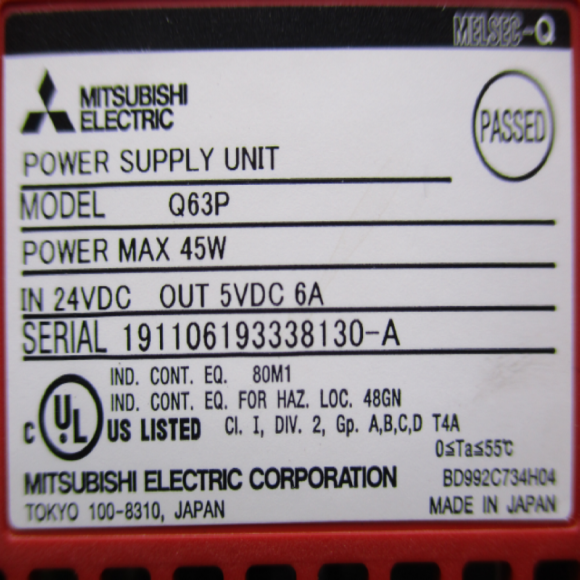 MELSEC-Q
MITSUBISHI
ELECTRIC
PASSED
POWER SUPPLY UNIT
MODEL Q63P
POWER MAX 45W
IN 24VDC OUT 5VDC 6A
SERIAL 191106193338130-A
IND. CONT. EQ. 80M1
IND. CONT. EQ. FOR HAZ. LOC. 48GN
C UL US LISTED Cl. I, DIV. 2, Gp. A,B,C,D T4A
0≤Ta≤55℃
MITSUBISHI ELECTRIC CORPORATION BD992C734H04
TOKYO 100-8310, JAPAN MADE IN JAPAN